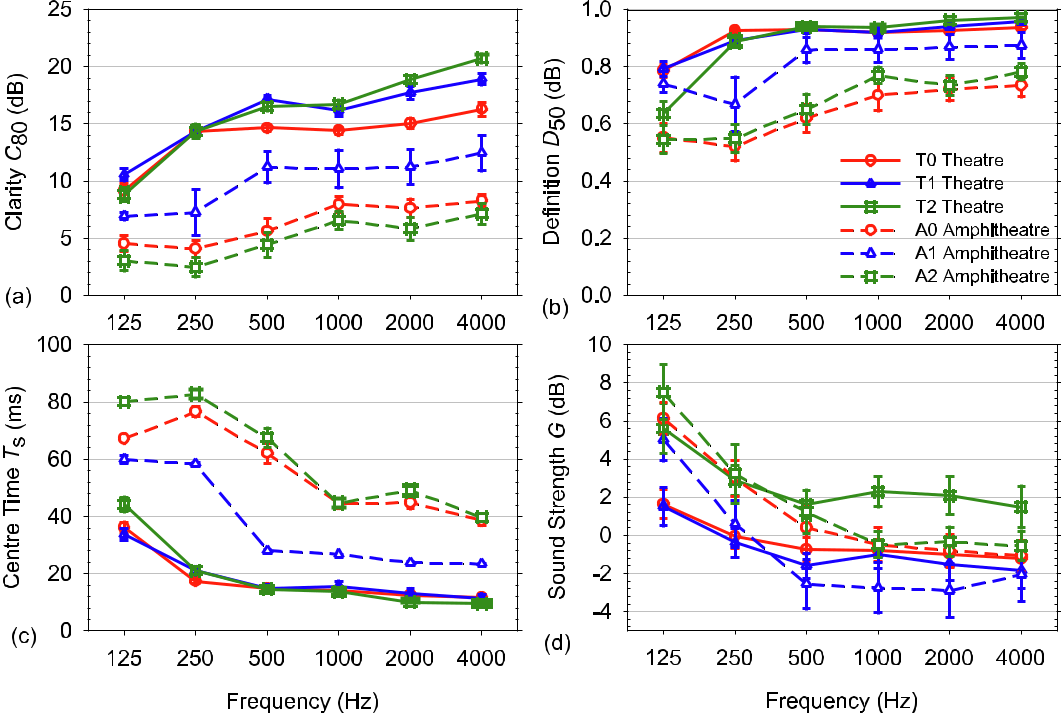 25
20
15
10
5
0
Clarity C80 (dB)
(a)
125 250 500 1000 2000 4000
1.0
0.8
0.6
0.4
0.2
0.0
Definition D50 (dB)
T0 Theatre
T1 Theatre
T2 Theatre
A0 Amphitheatre
A1 Amphitheatre
A2 Amphitheatre
(b)
125 250 500 1000 2000 4000
100
80
60
40
20
0
Centre Time Ts (ms)
(c)
125 250 500 1000 2000 4000
Frequency (Hz)
10
8
6
4
2
0
-2
-4
Sound Strength G (dB)
(d)
125 250 500 1000 2000 4000
Frequency (Hz)